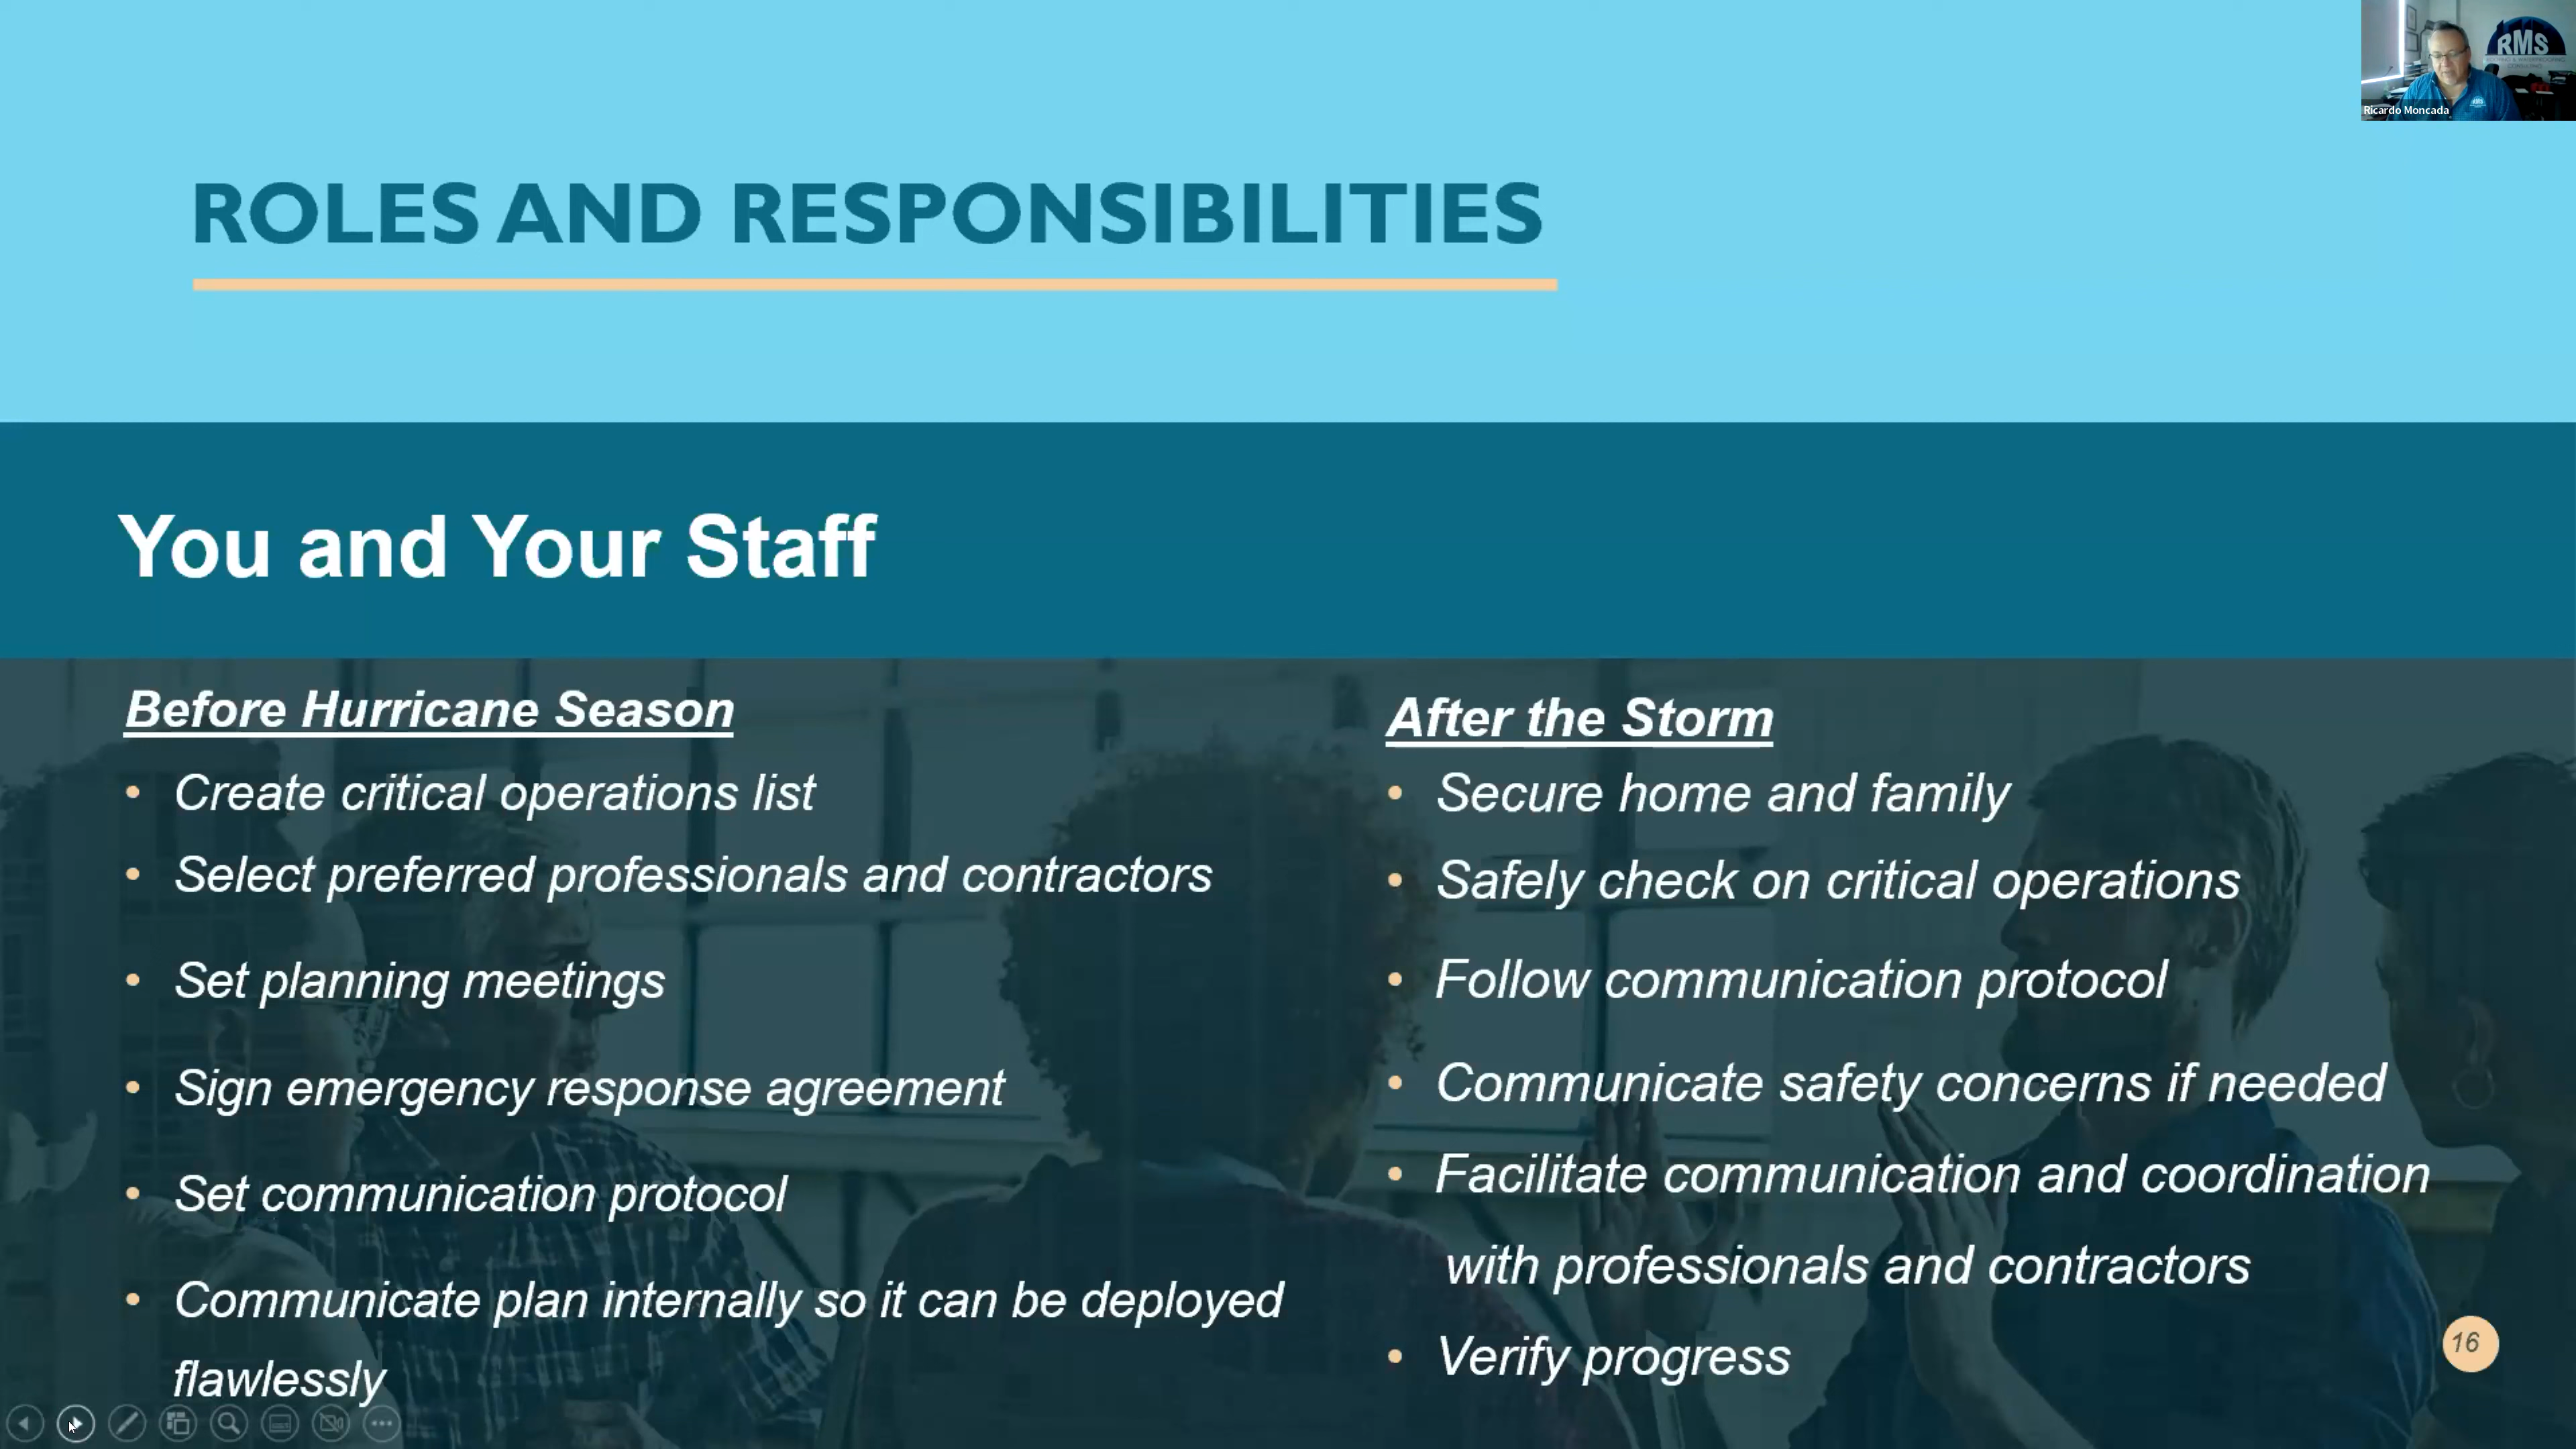 RMS
Ricardo Moncada
ROLES AND RESPONSIBILITIES
You and Your Staff
Before Hurricane Season
• Create critical operations list
• Select preferred professionals and contractors
• Set planning meetings
• Sign emergency response agreement
• Set communication protocol
• Communicate plan internally so it can be deployed
flawlessly
After the Storm
• Secure home and family
• Safely check on critical operations
• Follow communication protocol
• Communicate safety concerns if needed
• Facilitate communication and coordination
with professionals and contractors
• Verify progress
16